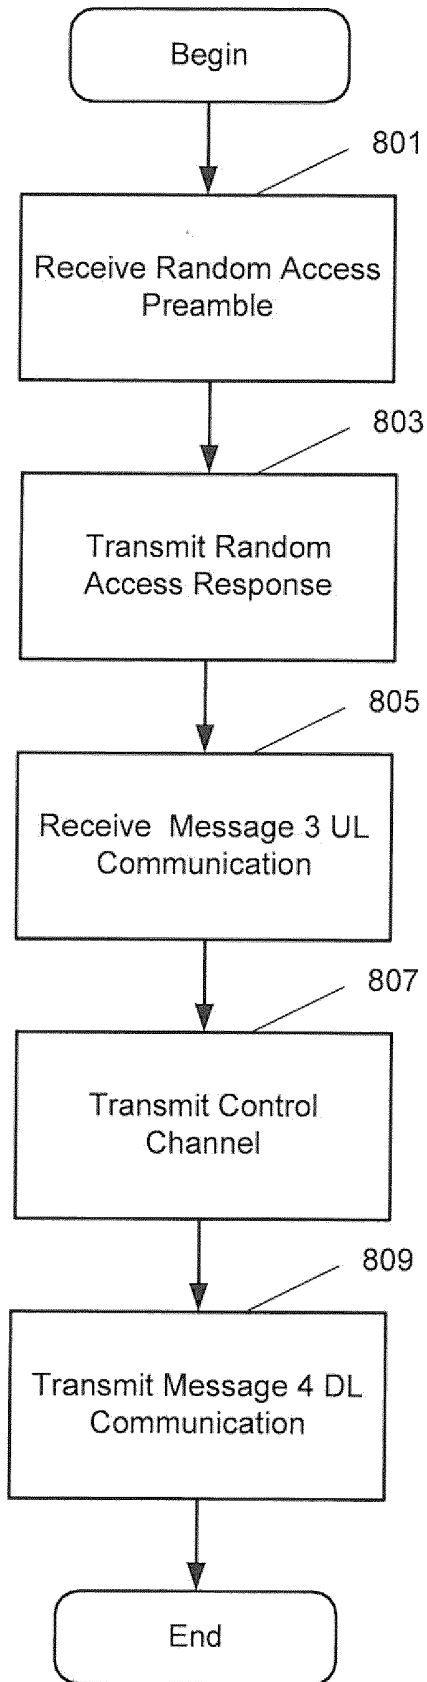 Begin
801
Receive Random Access
Preamble
803
Transmit Random
Access Response
805
Receive Message 3 UL
Communication
807
Transmit Control
Channel
809
Transmit Message 4 DL
Communication
End